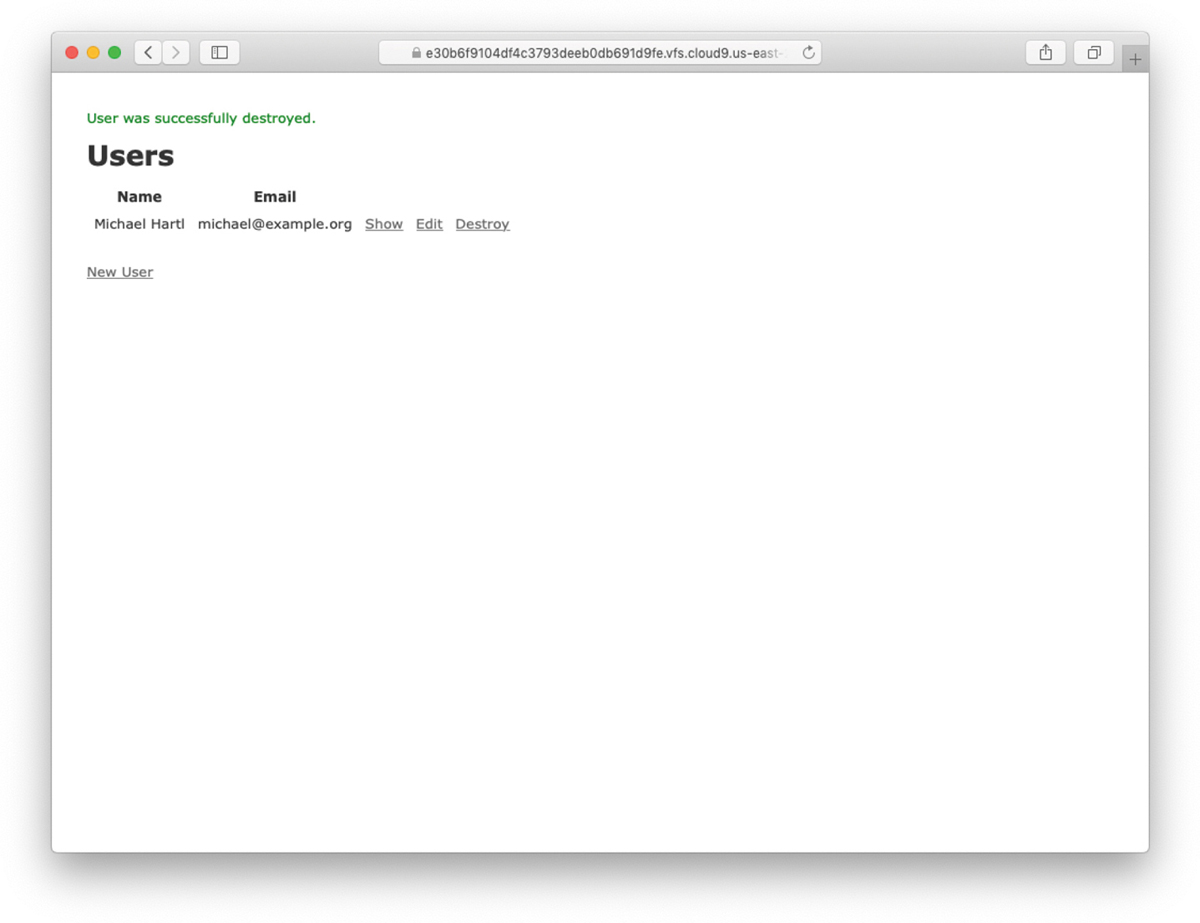 e30b6f9104df4c3793deeb0db691d9fe.vfs.cloud9.us-east-
User was successfully destroyed.
Users
Name Email
Michael Hartl michael@example.org Show Edit Destroy
New User